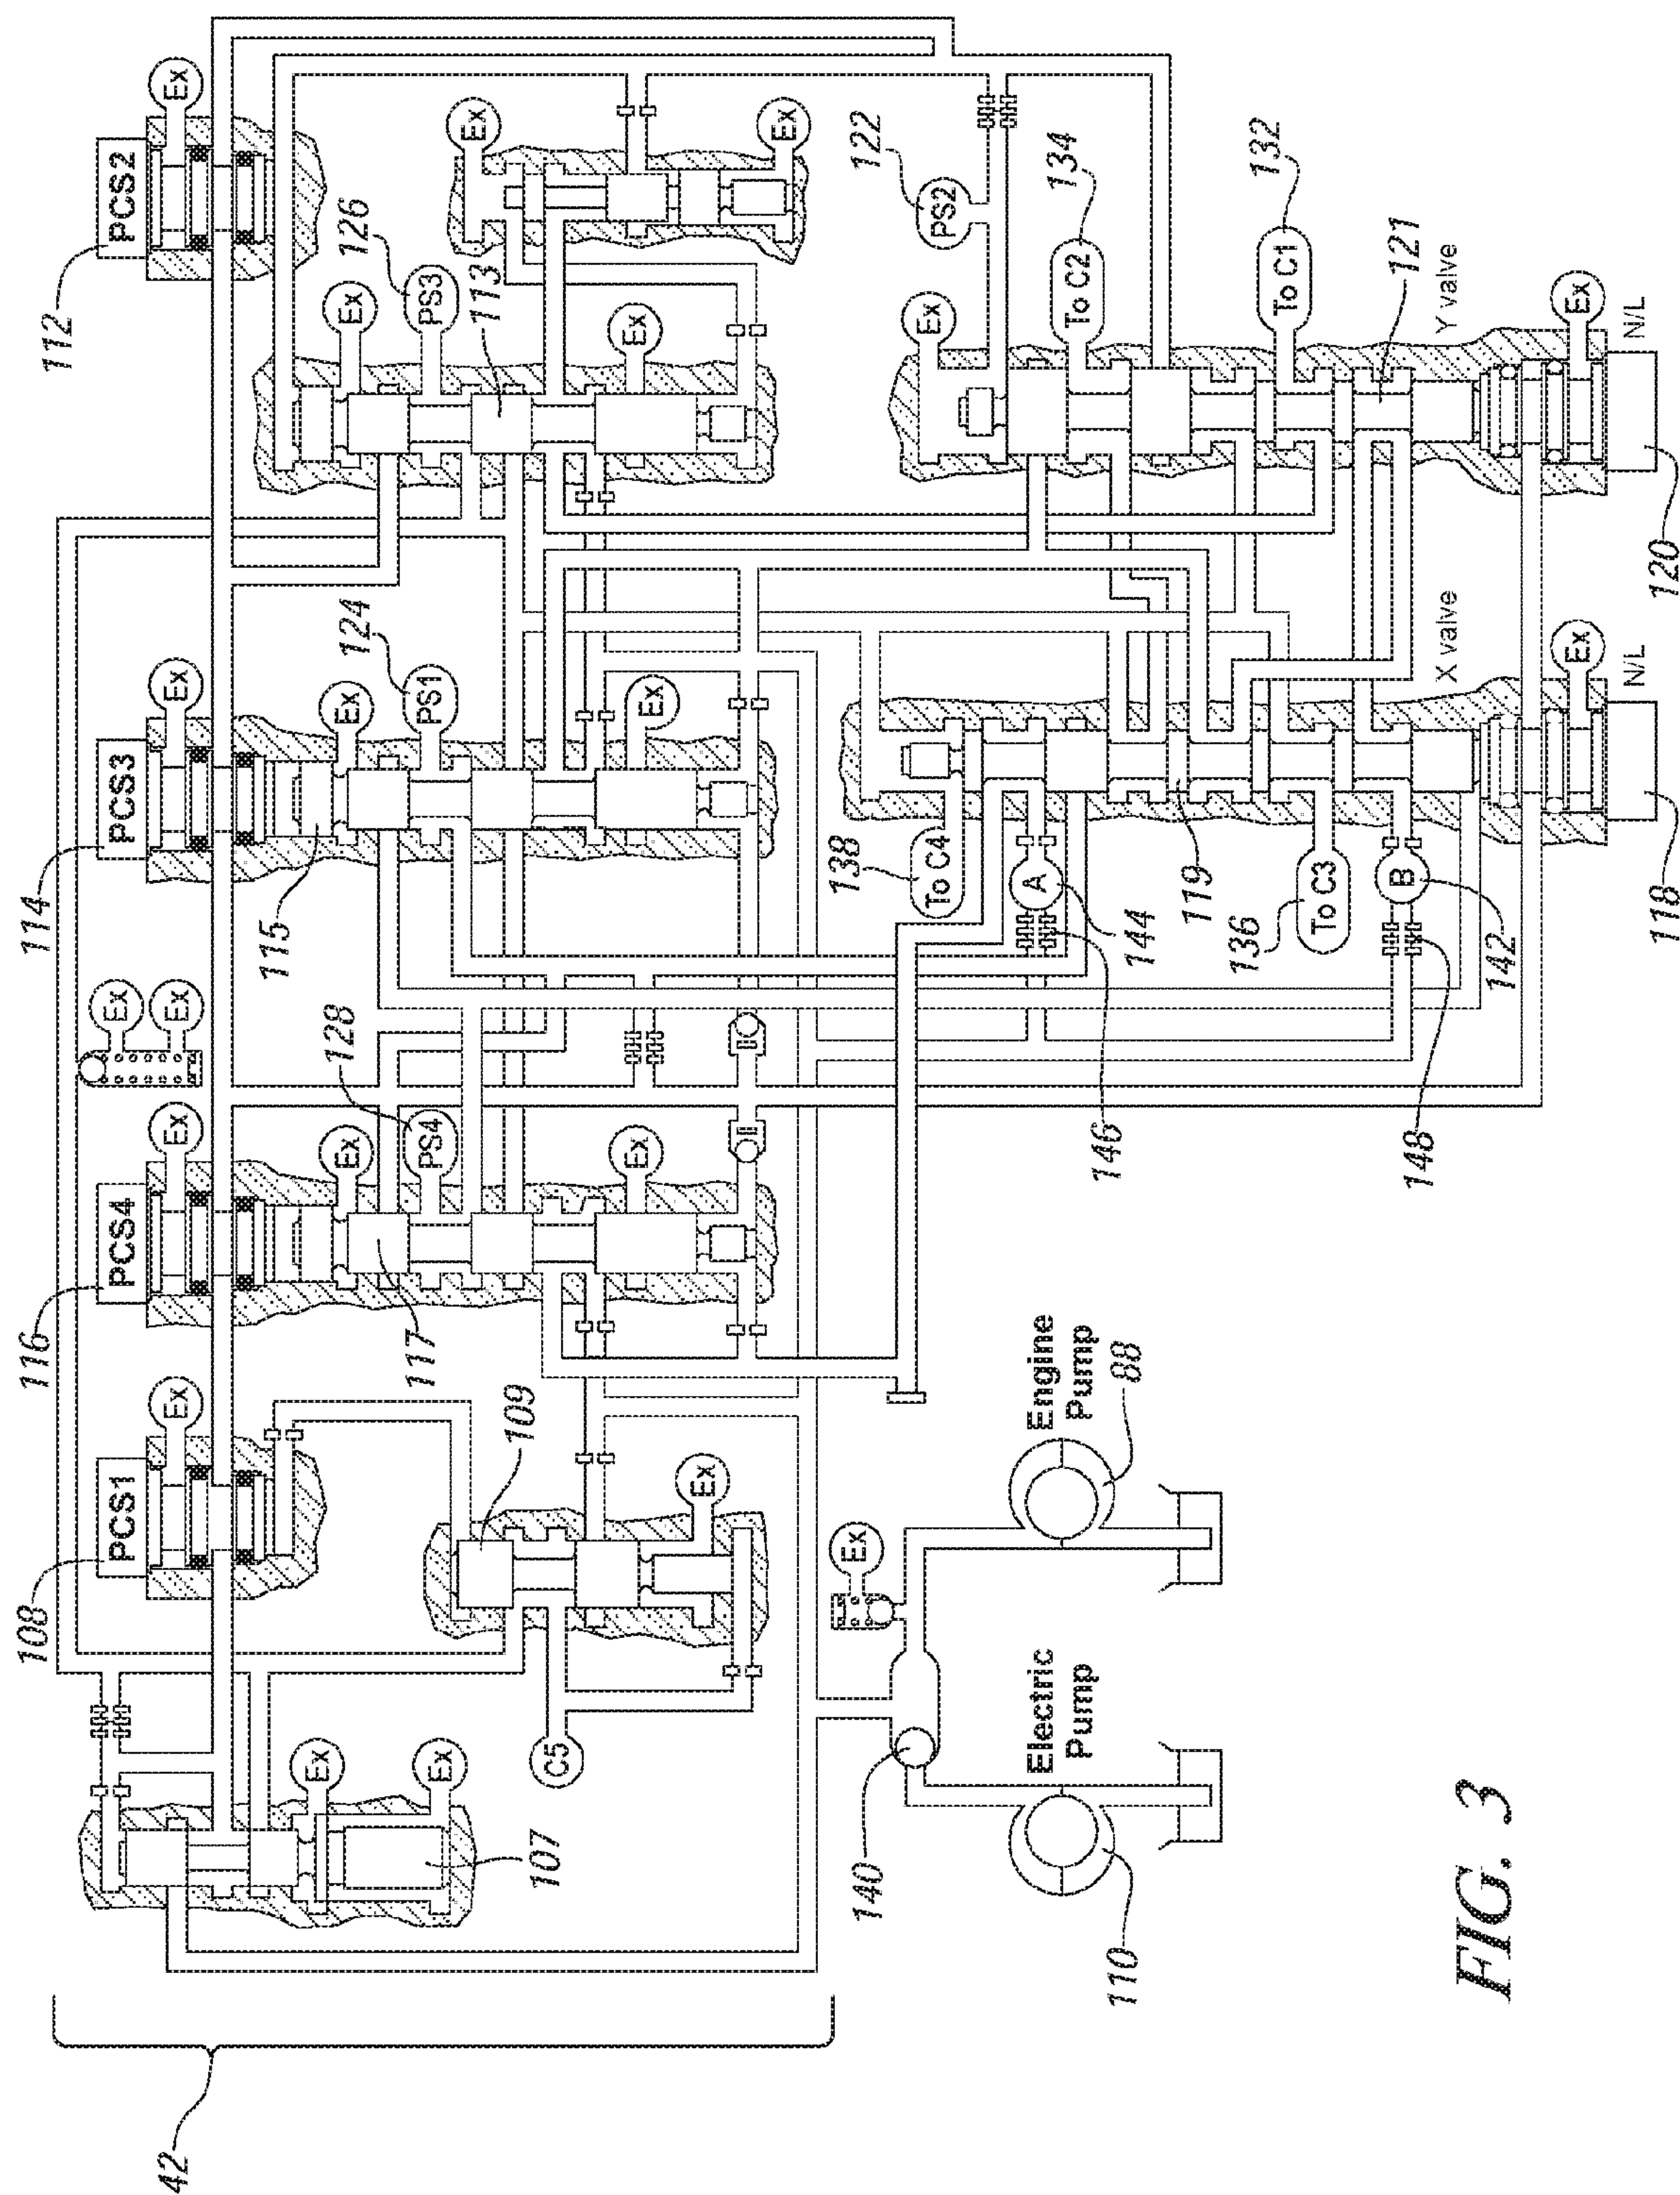 108
116
114
112
PCS1
PCS4
Ex
PCS3
PCS2
42
Ex
Ex
Ex
Ex
Ex
115
Ex
Ex
128
Ex
124
Ex
126
Ex
117
PS4
PS1
PS3
113
Ex
109
107
C5
Ex
Ex
Ex
Ex
Ex
140
Ex
138
122
To C4
Ex
PS2
A
Electric
Pump
Engine
Pump
To C2
134
110
88
146
144
119
136
To C1
132
To C3
B
121
148
X valve
Y valve
FIG. 3
142
Ex
Ex
N/L
N/L
118
120